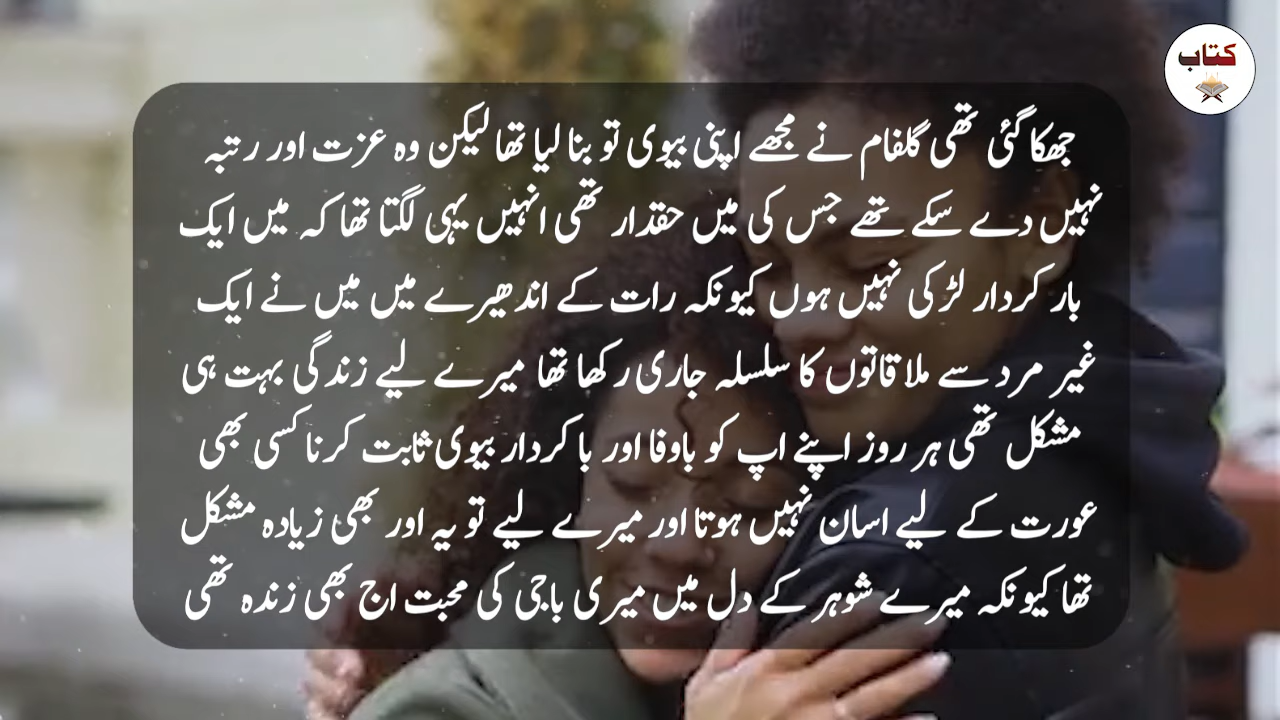 کتاب
جھکا گئی تھی گلفام نے مجھے اپنی بیوی تو بنا لیا تھا لیکن وہ عزت اور رتبہ
نہیں دے سکے تھے جس کی میں حقدار تھی انہیں یہی لگتا تھا کہ میں ایک
بار کردار لڑکی نہیں ہوں کیونکہ رات کے اندھیرے میں میں نے ایک
غیر مرد سے ملاقاتوں کا سلسلہ جاری رکھا تھا میرے لیے زندگی بہت ہی
مشکل تھی ہر روز اپنے اپ کو باوفا اور با کردار بیوی ثابت کرنا کسی بھی
عورت کے لیے اسان نہیں ہوتا اور میرے لیے تو یہ اور بھی زیادہ مشکل
تھا کیونکہ میرے شوہر کے دل میں میری باجی کی محبت اج بھی زندہ تھی